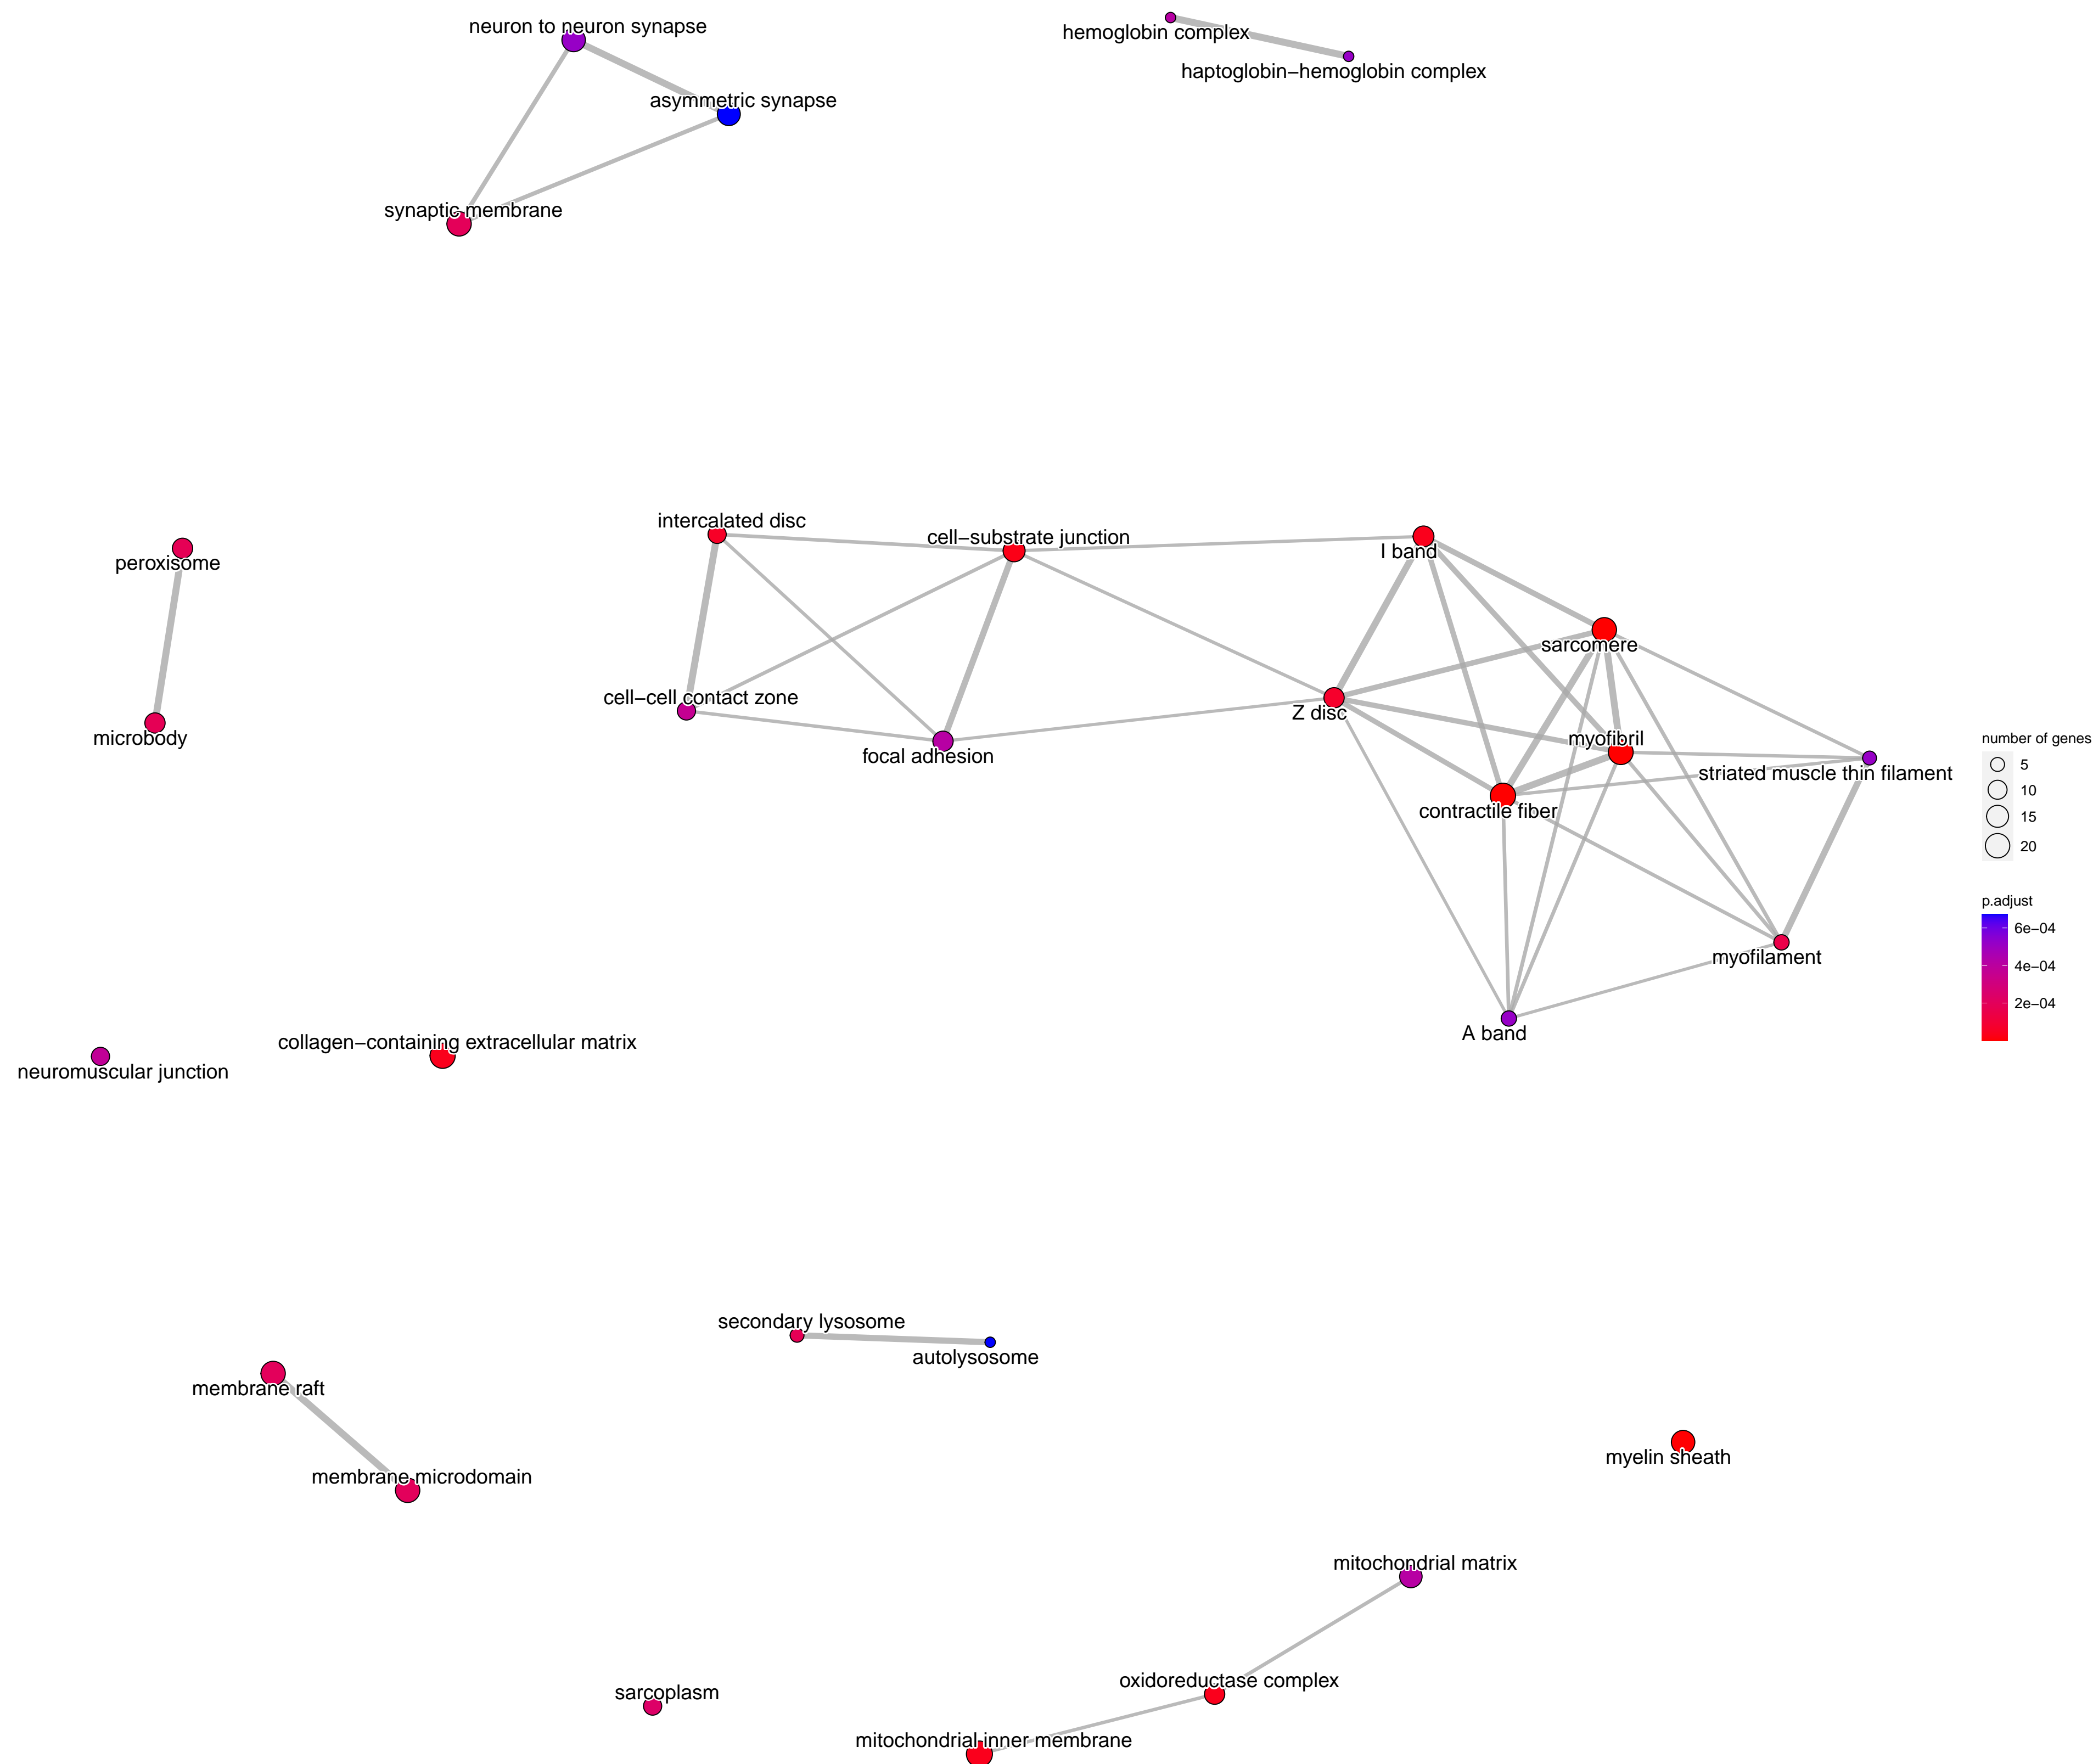 neuron to neuron synapse
hemoglobin complex
haptoglobin−hemoglobin complex
asymmetric synapse
synaptic membrane
intercalated disc
cell−substrate junction
I band
peroxisome
sarcomere
cell−cell contact zone
Z disc
microbody
myofibril
focal adhesion
striated muscle thin filament
contractile fiber
number of genes
5
10
15
20
p.adjust
6e−04
4e−04
2e−04
myofilament
A band
collagen−containing extracellular matrix
neuromuscular junction
secondary lysosome
autolysosome
membrane raft
myelin sheath
membrane microdomain
mitochondrial matrix
oxidoreductase complex
sarcoplasm
mitochondrial inner membrane